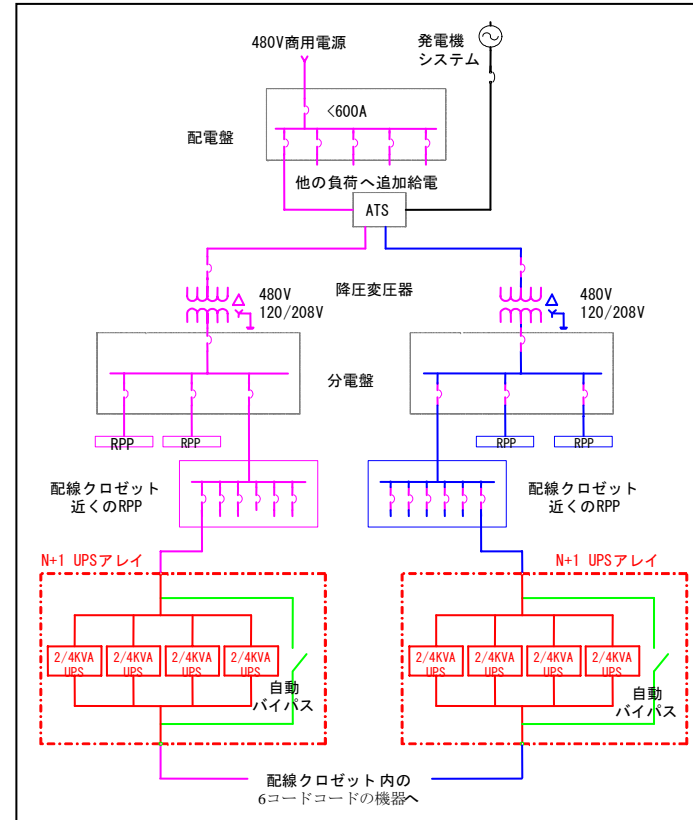 480V商用電源
発電機
システム
<600A
配電盤
他の負荷へ追加給電
ATS
降圧変圧器
480V
120/208V
480V
120/208V
分電盤
RPP
RPP
RPP
RPP
配線クロゼット
近くのRPP
配線クロゼット
近くのRPP
N+1 UPSアレイ
N+1 UPSアレイ
2/4KVA
UPS
2/4KVA
UPS
2/4KVA
UPS
2/4KVA
UPS
自動
バイパス
2/4KVA
UPS
2/4KVA
UPS
2/4KVA
UPS
2/4KVA
UPS
自動
バイパス
配線クロゼット内の
6コードコードの機器へ